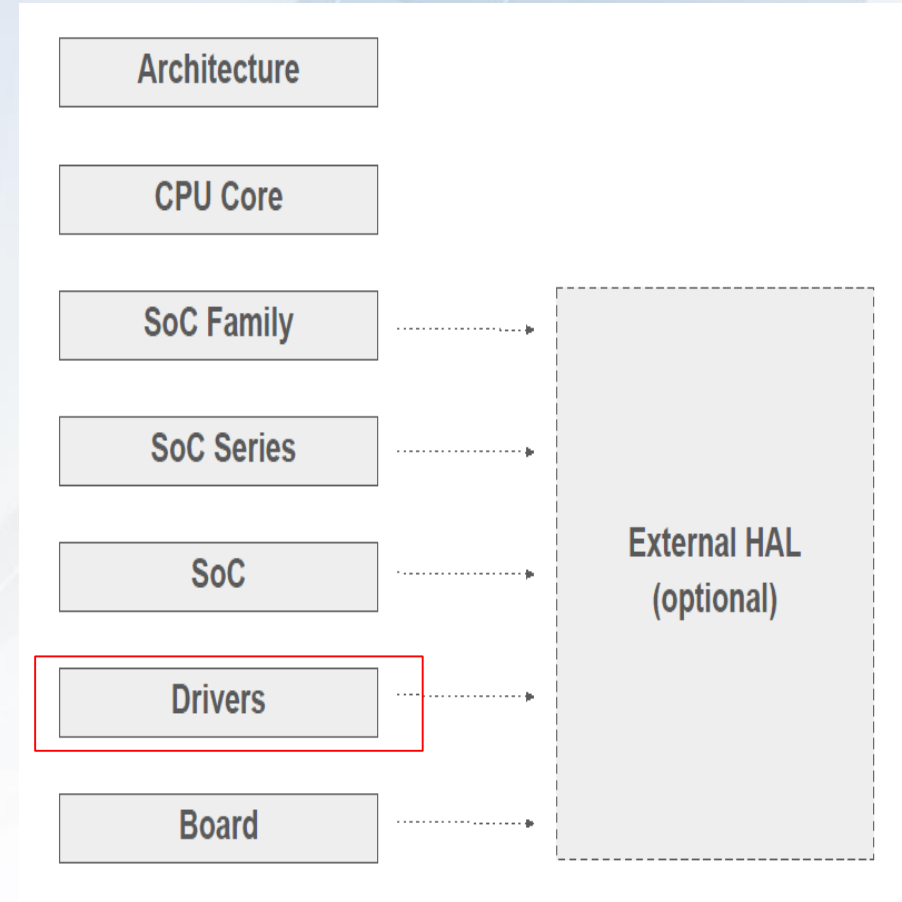 Architecture
CPU Core
SoC Family
SoC Series
SoC
Drivers
Board
External HAL
(optional)